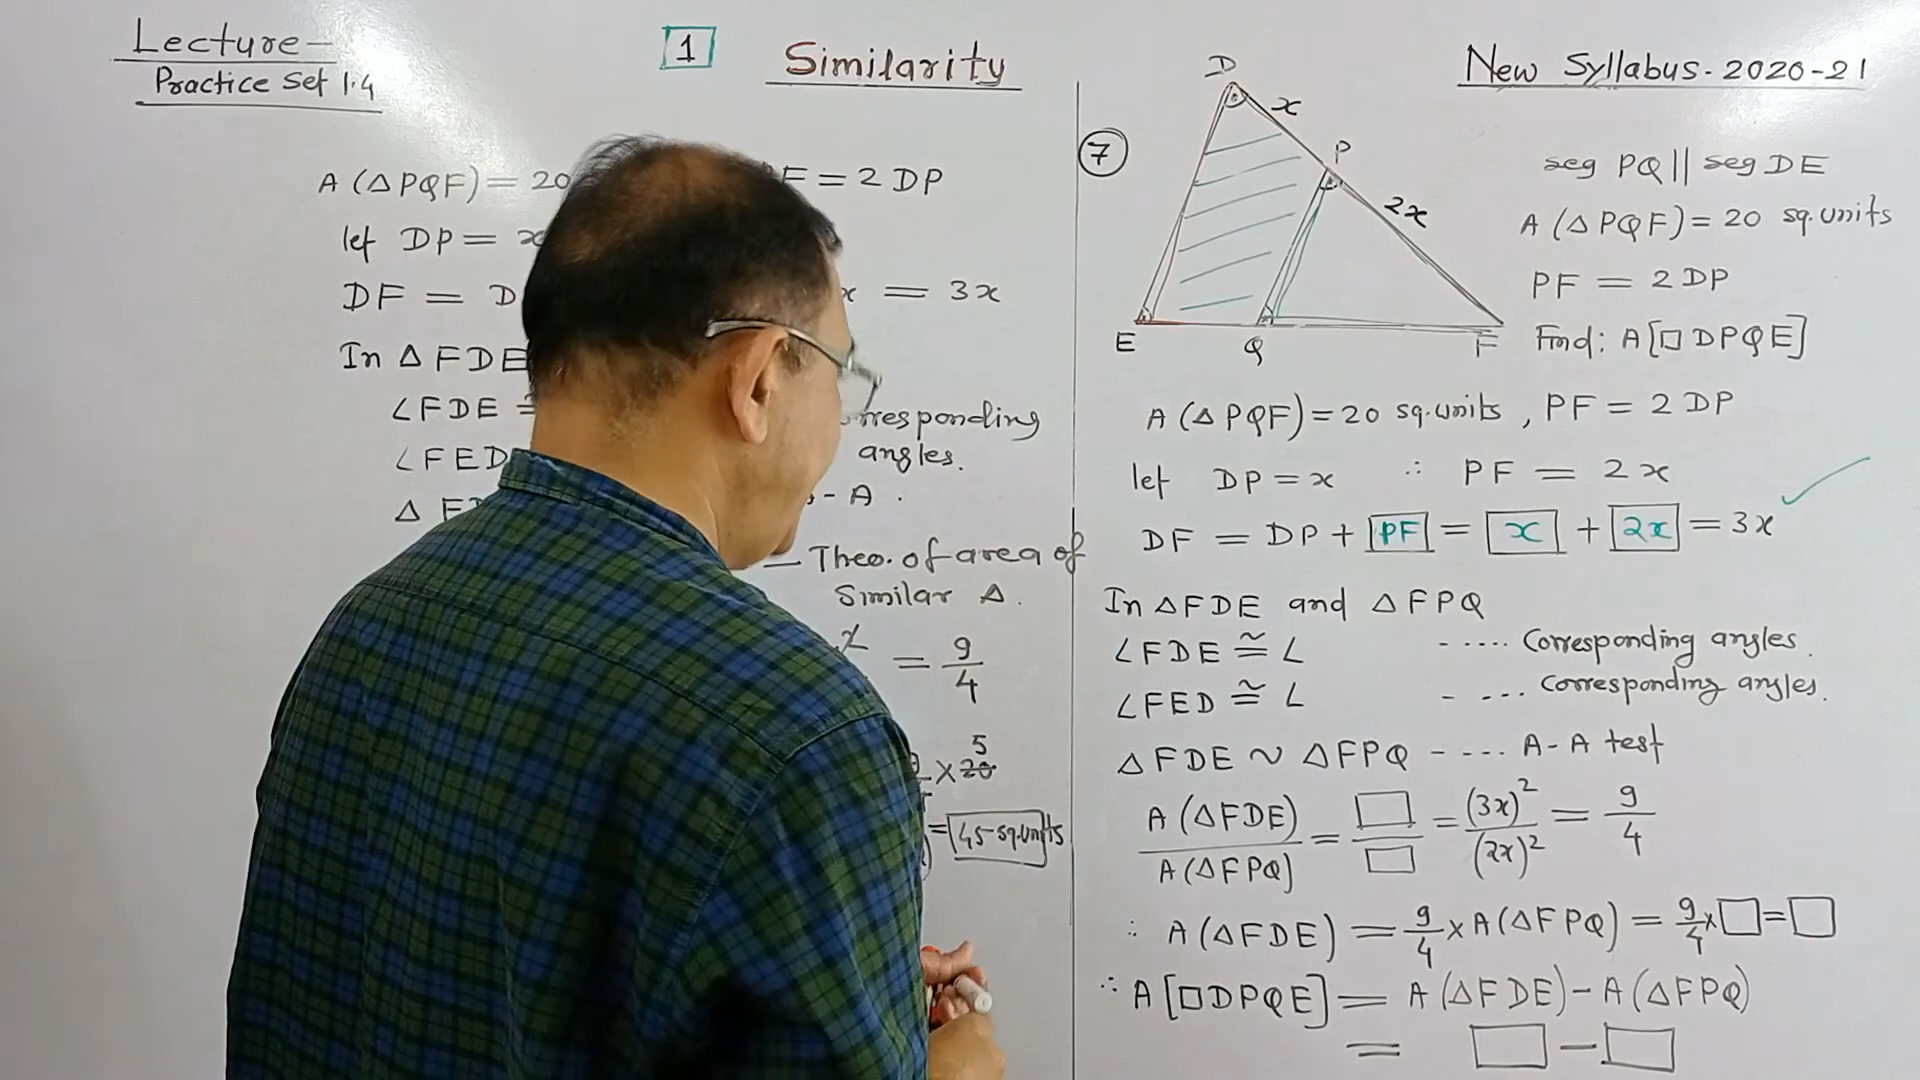 Lecture-
Practice Set 1.4
1
Similarity
New Syllabus. 2020-21
A (△PQF) = 20
= 2 DP
let DP = x
DF = D
= 3x
In △FDE
∠FDE ≅
corresponding
∠FED
angles.
△ F
- A .
— Theo. of area of
Similar △.
= 9/4
× 20 5
= 45 sq.units
7
D
x
P
2x
E
Q
F
seg PQ || seg DE
A (△PQF) = 20 sq.units
PF = 2 DP
Find: A[□DPQE]
A (△PQF) = 20 sq.units , PF = 2 DP
let DP = x ∴ PF = 2x
DF = DP + PF = x + 2x = 3x
In △FDE and △FPQ
∠FDE ≅ ∠ ----- Corresponding angles.
∠FED ≅ ∠ - --- Corresponding angles.
△FDE ~ △FPQ - ---- A-A test
A(△FDE)/A(△FPQ) = □/□ = (3x)²/(2x)² = 9/4
∴ A(△FDE) = 9/4 × A(△FPQ) = 9/4 × □ = □
∴ A[□DPQE] = A(△FDE) - A(△FPQ)
= □ - □